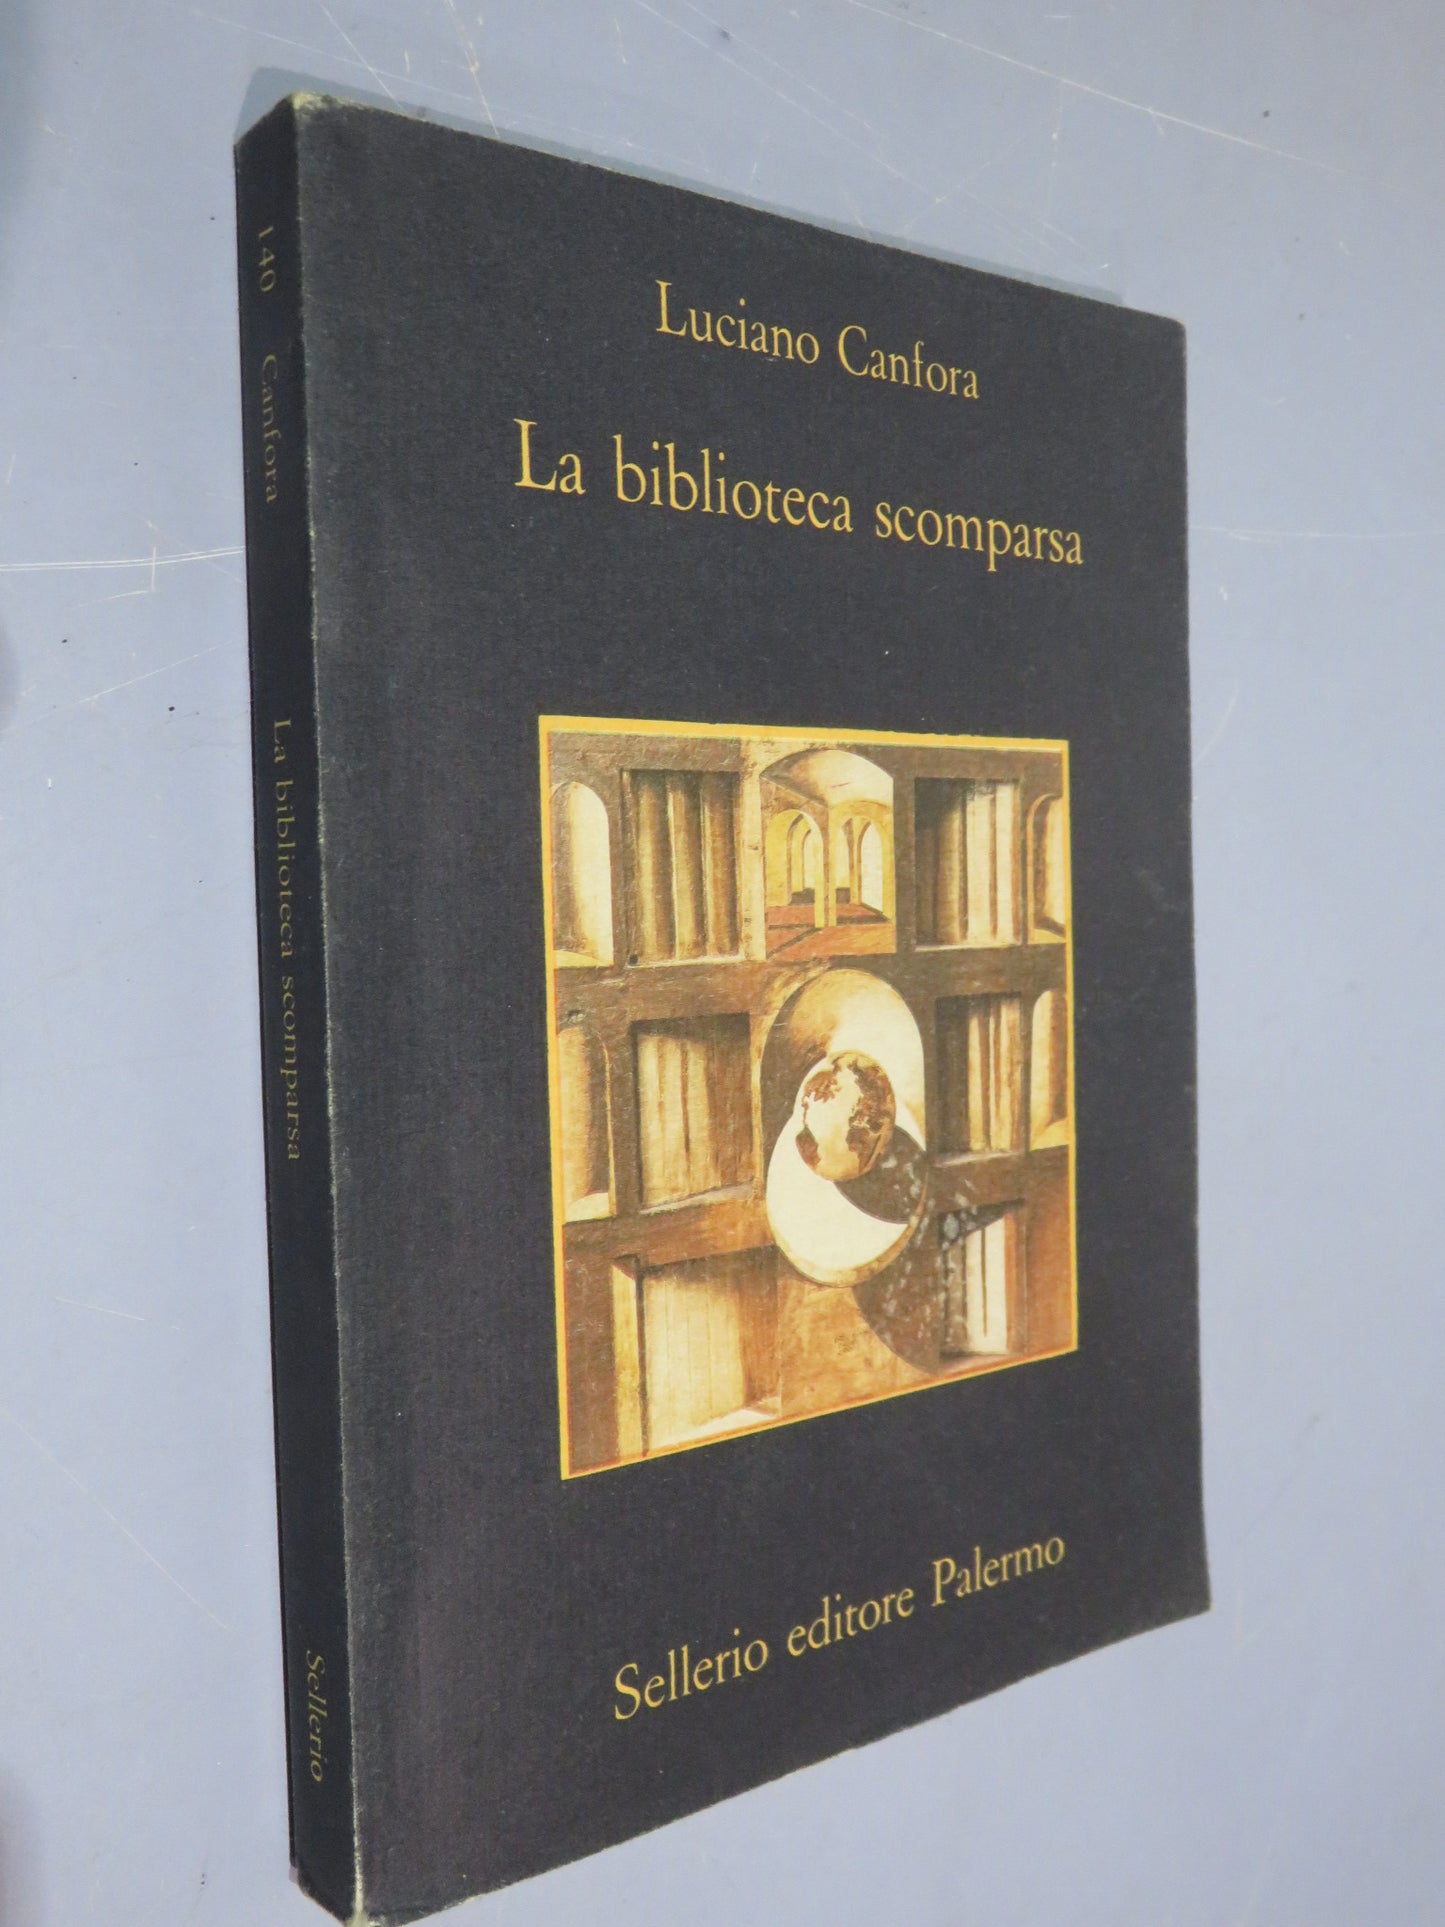 Luciano Canfora
La biblioteca scomparsa
Sellerio editore Palermo
140 Canfora La biblioteca scomparsa Sellerio